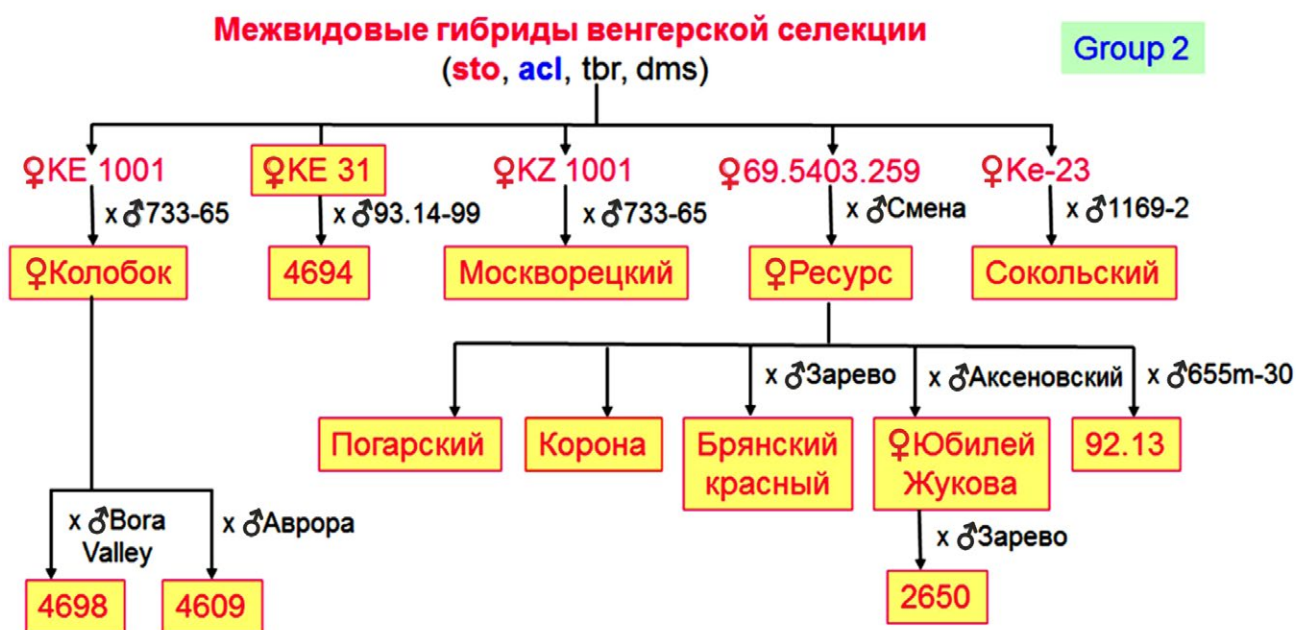 Межвидовые гибриды венгерской селекции
(sto, acl, tbr, dms)
Group 2
♀KE 1001
♀KE 31
♀KZ 1001
♀69.5403.259
♀Ke-23
x ♂733-65
x ♂93.14-99
x ♂733-65
x ♂Смена
x ♂1169-2
♀Колобок
4694
Москворецкий
♀Ресурс
Сокольский
x ♂Зарево
x ♂Аксеновский
x ♂655m-30
Погарский
Корона
Брянский
красный
♀Юбилей
Жукова
92.13
x ♂Bora
Valley
x ♂Аврора
x ♂Зарево
4698
4609
2650